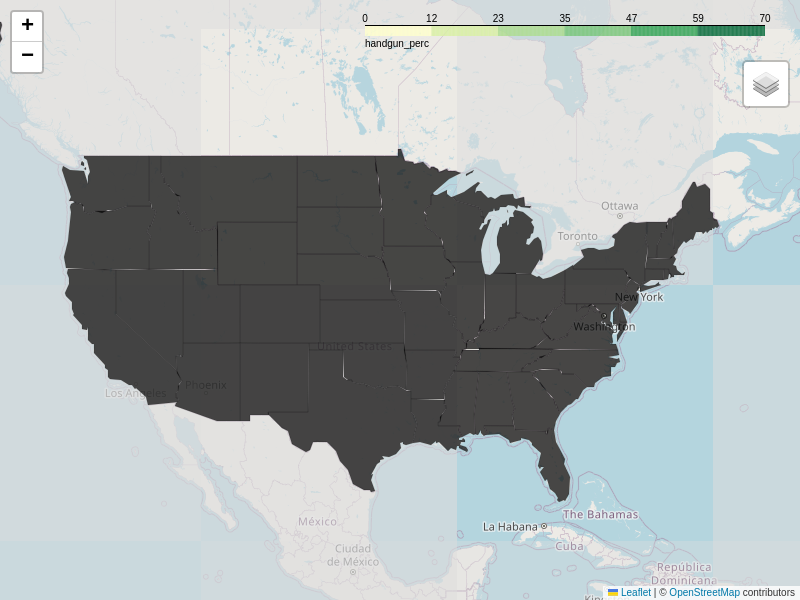 +
−
0 12 23 35 47 59 70
handgun_perc
Ottawa
Toronto
New York
Washington
United States
Phoenix
Los Angeles
The Bahamas
La Habana
México
Cuba
Ciudad
de México
República
Dominicana
Leaflet | © OpenStreetMap contributors